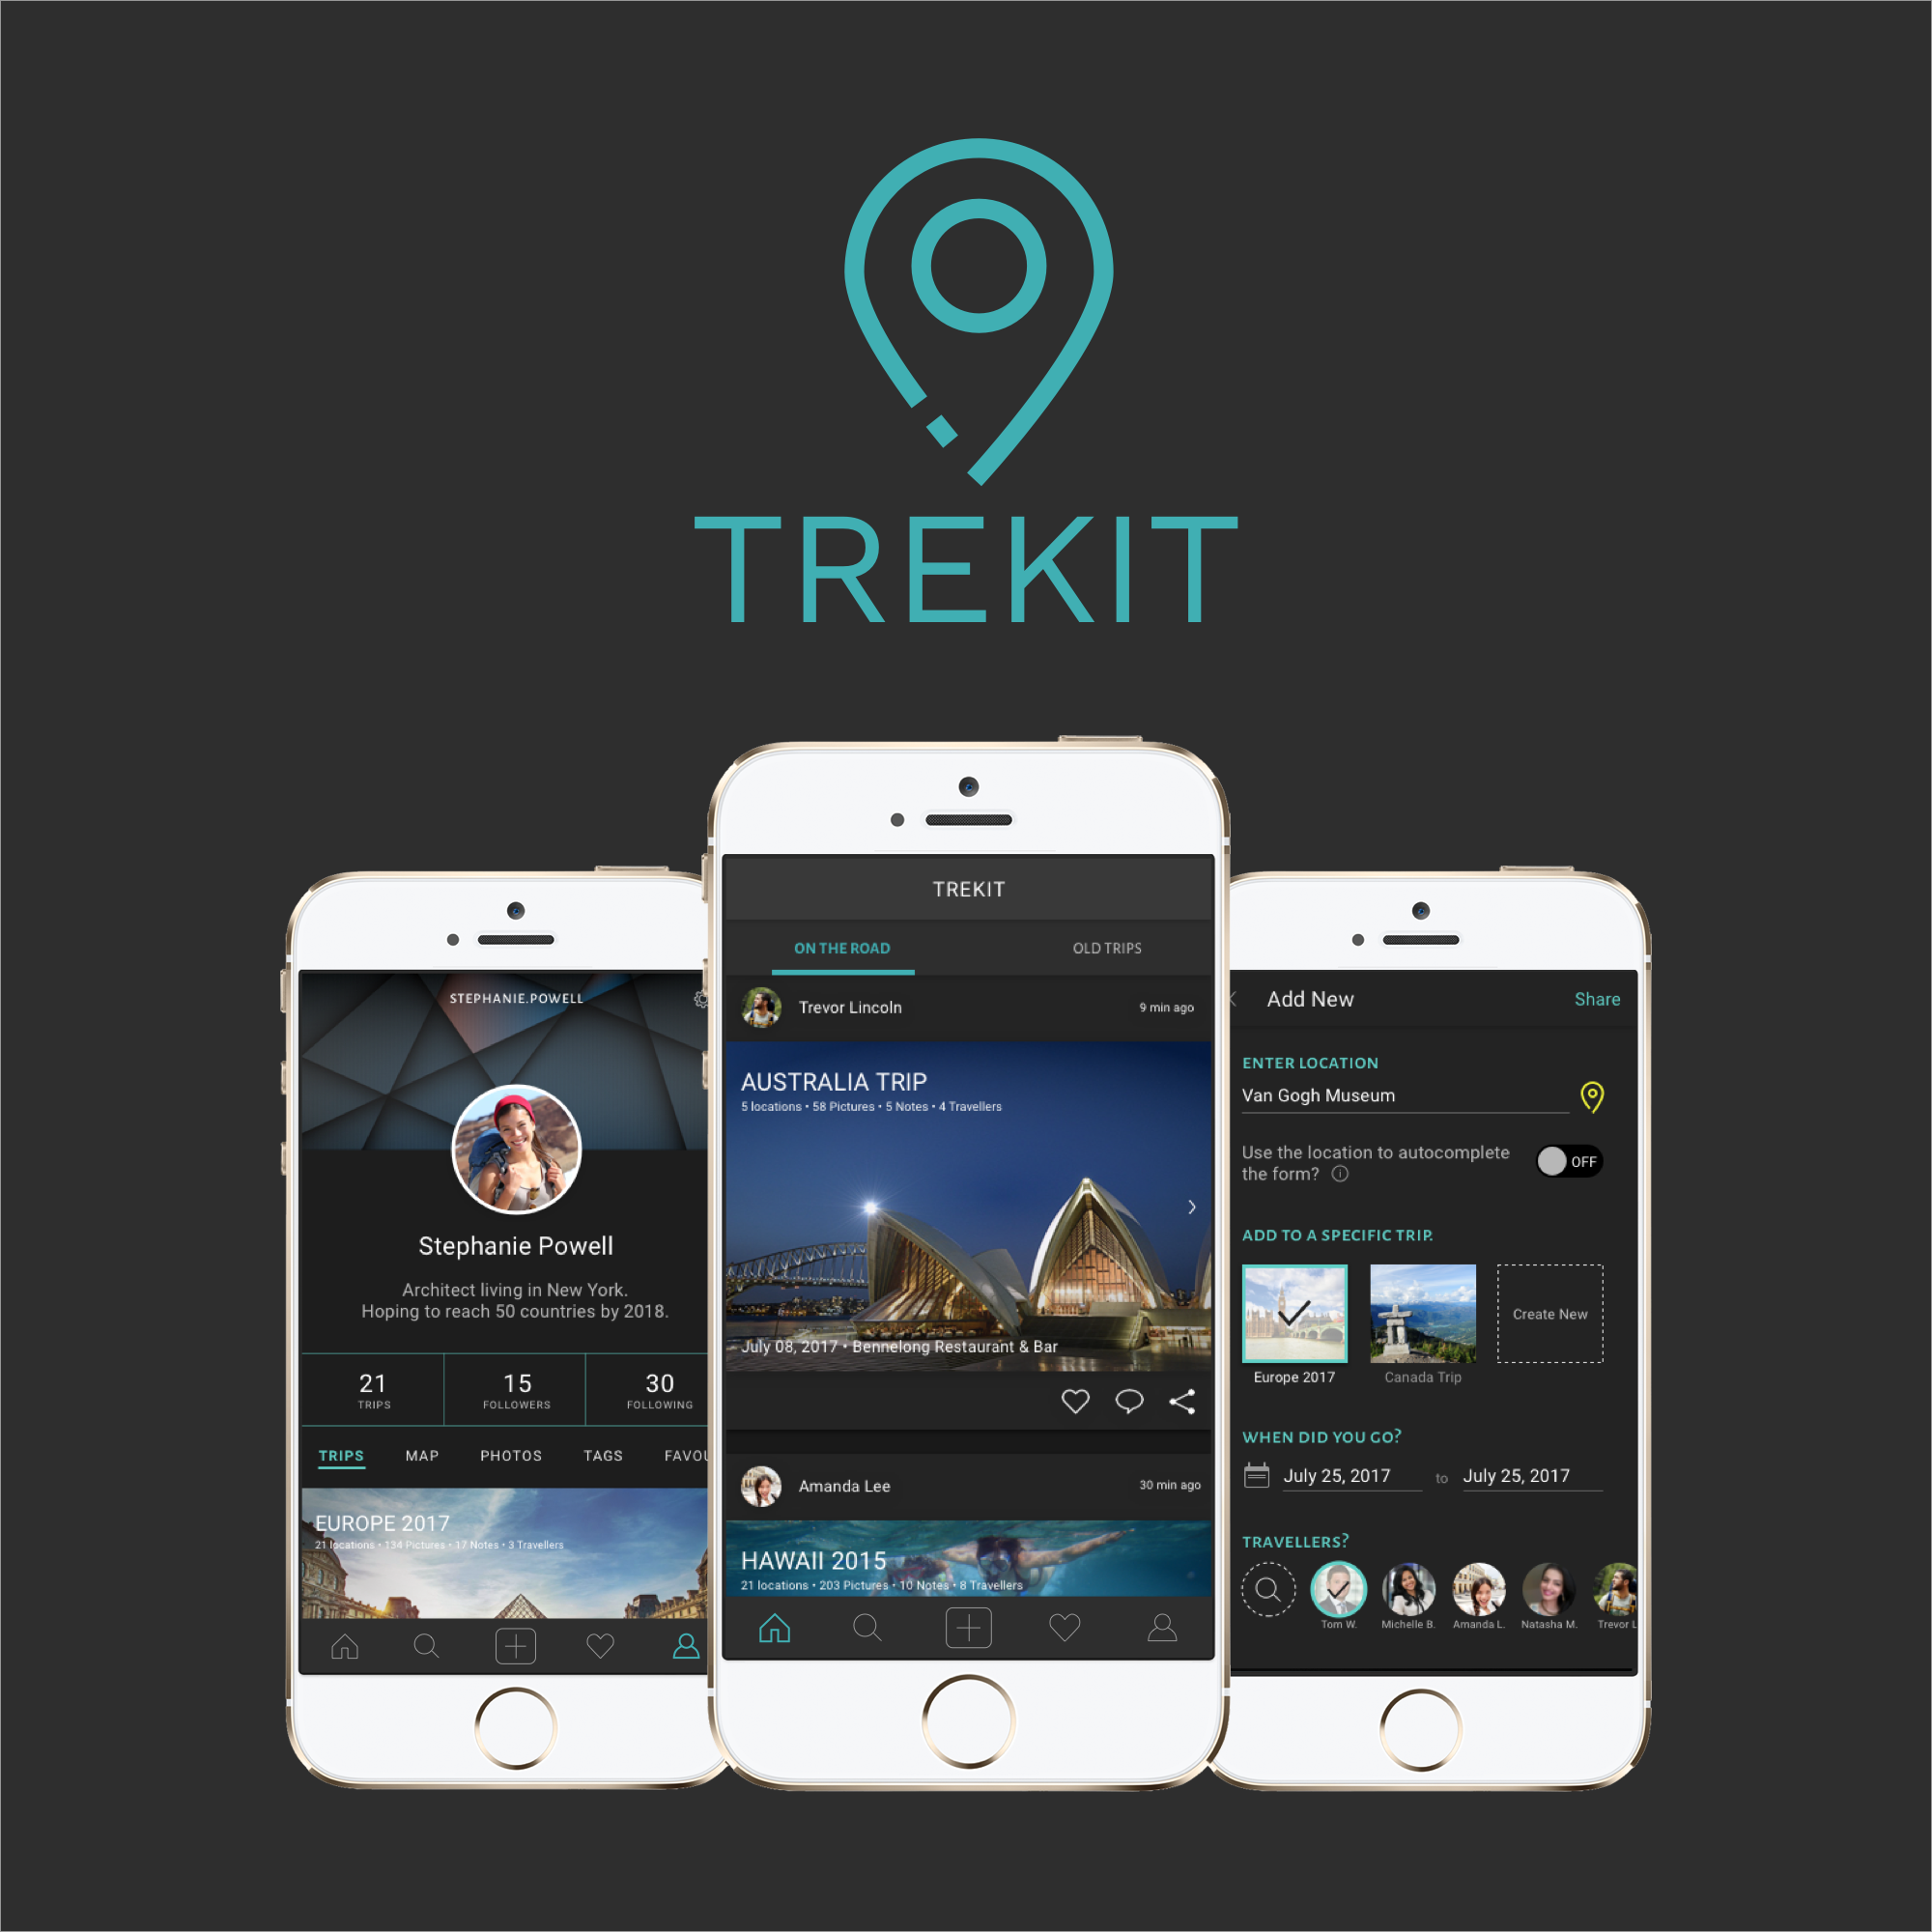 TREKIT
STEPHANIE.POWELL
Stephanie Powell
Architect living in New York.
Hoping to reach 50 countries by 2018.
21
TRIPS
15
FOLLOWERS
30
FOLLOWING
TRIPS MAP PHOTOS TAGS FAVOU
EUROPE 2017
21 locations • 134 Pictures • 17 Notes • 3 Travellers
TREKIT
ON THE ROAD OLD TRIPS
Trevor Lincoln 9 min ago
AUSTRALIA TRIP
5 locations • 58 Pictures • 5 Notes • 4 Travellers
July 08, 2017 • Bennelong Restaurant & Bar
Amanda Lee 30 min ago
HAWAII 2015
21 locations • 203 Pictures • 10 Notes • 8 Travellers
Add New Share
ENTER LOCATION
Van Gogh Museum
Use the location to autocomplete
the form? OFF
ADD TO A SPECIFIC TRIP.
Create New
Europe 2017 Canada Trip
WHEN DID YOU GO?
July 25, 2017 to July 25, 2017
TRAVELLERS?
Tom W. Michelle B. Amanda L. Natasha M. Trevor L